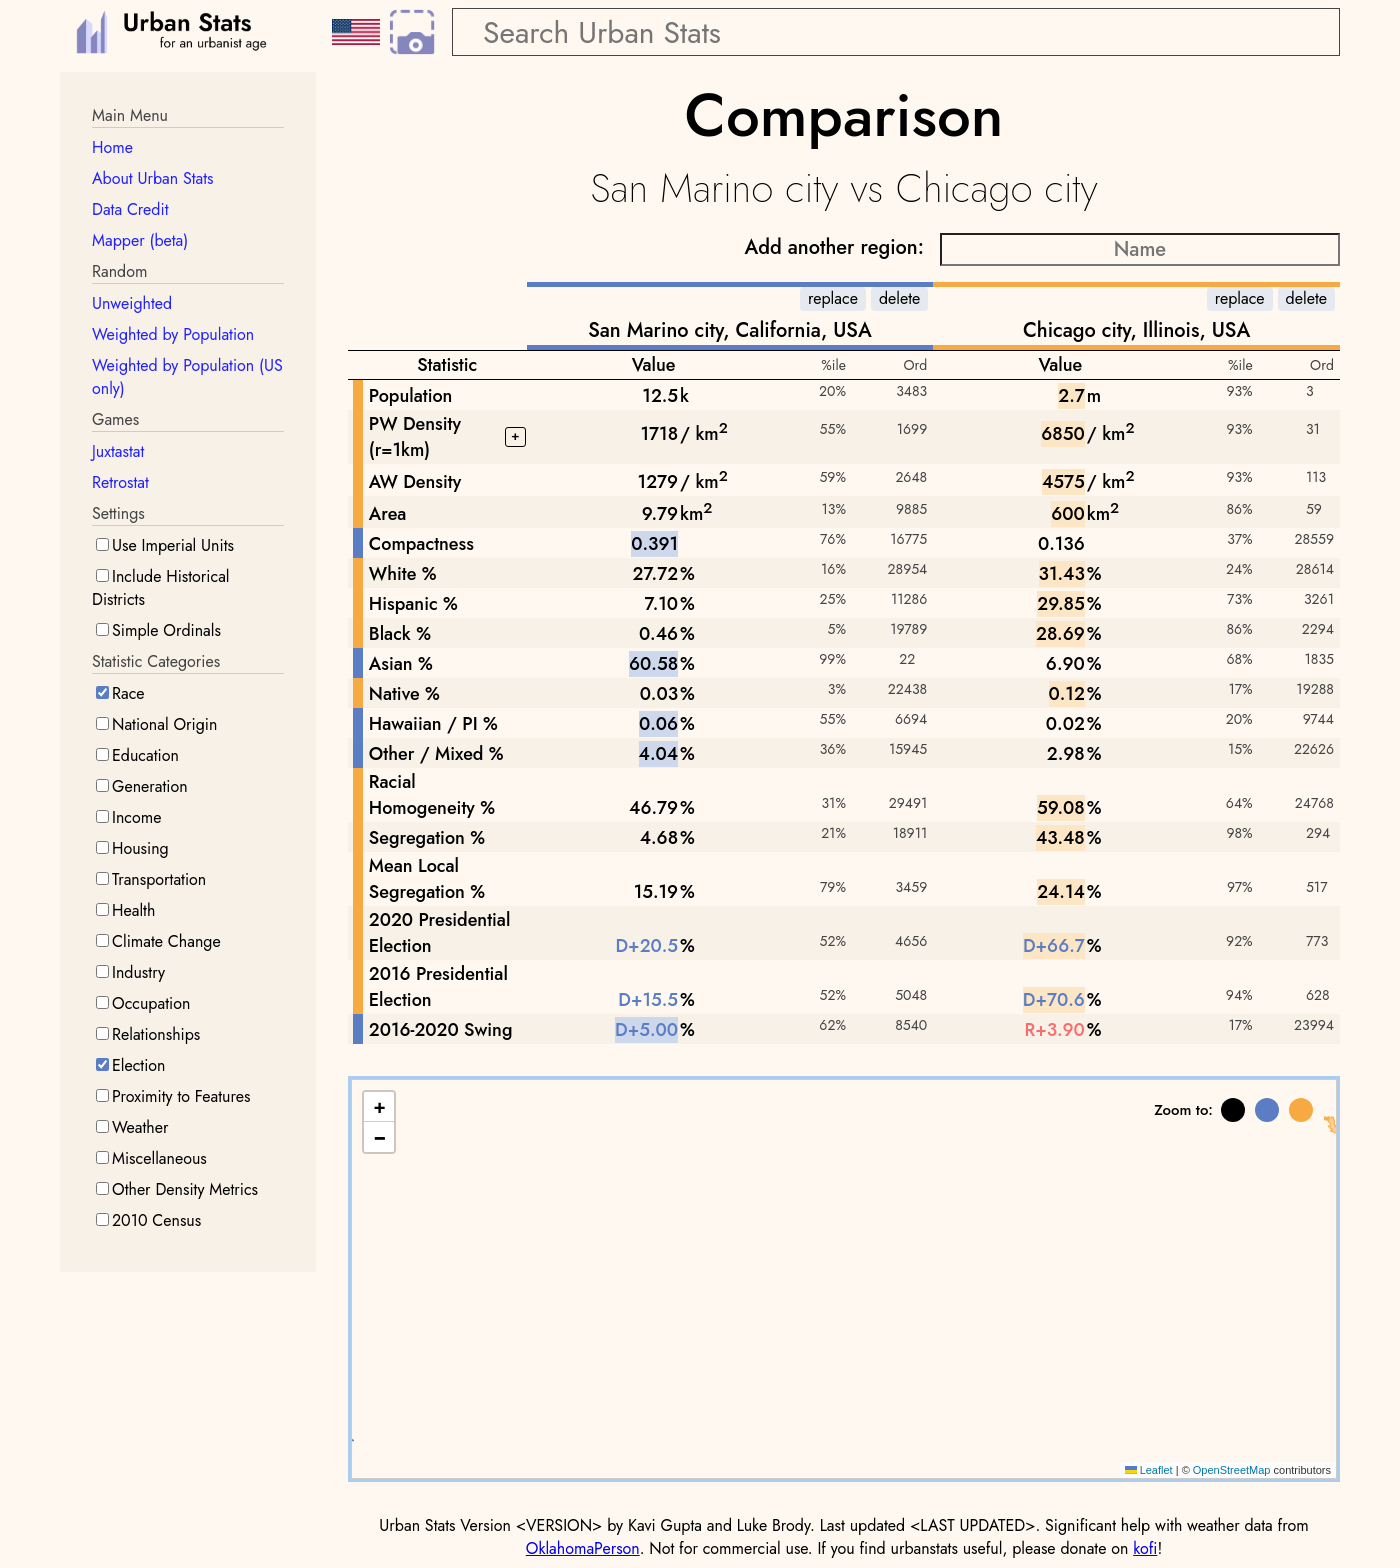 Urban Stats
for an urbanist age
Search Urban Stats
Main Menu
Home
About Urban Stats
Data Credit
Mapper (beta)
Random
Unweighted
Weighted by Population
Weighted by Population (US
only)
Games
Juxtastat
Retrostat
Settings
Use Imperial Units
Include Historical
Districts
Simple Ordinals
Statistic Categories
Race
National Origin
Education
Generation
Income
Housing
Transportation
Health
Climate Change
Industry
Occupation
Relationships
Election
Proximity to Features
Weather
Miscellaneous
Other Density Metrics
2010 Census
Comparison
San Marino city vs Chicago city
Add another region: Name
replace delete replace delete
San Marino city, California, USA Chicago city, Illinois, USA
Statistic Value %ile Ord Value %ile Ord
Population 12.5k 20% 3483 2.7m 93% 3
PW Density
(r=1km) + 1718 / km2 55% 1699 6850 / km2 93% 31
AW Density 1279 / km2 59% 2648 4575 / km2 93% 113
Area 9.79 km2 13% 9885 600 km2 86% 59
Compactness 0.391 76% 16775 0.136 37% 28559
White % 27.72% 16% 28954 31.43% 24% 28614
Hispanic % 7.10% 25% 11286 29.85% 73% 3261
Black % 0.46% 5% 19789 28.69% 86% 2294
Asian % 60.58% 99% 22 6.90% 68% 1835
Native % 0.03% 3% 22438 0.12% 17% 19288
Hawaiian / PI % 0.06% 55% 6694 0.02% 20% 9744
Other / Mixed % 4.04% 36% 15945 2.98% 15% 22626
Racial
Homogeneity % 46.79% 31% 29491 59.08% 64% 24768
Segregation % 4.68% 21% 18911 43.48% 98% 294
Mean Local
Segregation % 15.19% 79% 3459 24.14% 97% 517
2020 Presidential
Election D+20.5% 52% 4656 D+66.7% 92% 773
2016 Presidential
Election D+15.5% 52% 5048 D+70.6% 94% 628
2016-2020 Swing D+5.00% 62% 8540 R+3.90% 17% 23994
+
−
Zoom to:
Leaflet | © OpenStreetMap contributors
Urban Stats Version <VERSION> by Kavi Gupta and Luke Brody. Last updated <LAST UPDATED>. Significant help with weather data from
OklahomaPerson. Not for commercial use. If you find urbanstats useful, please donate on kofi!